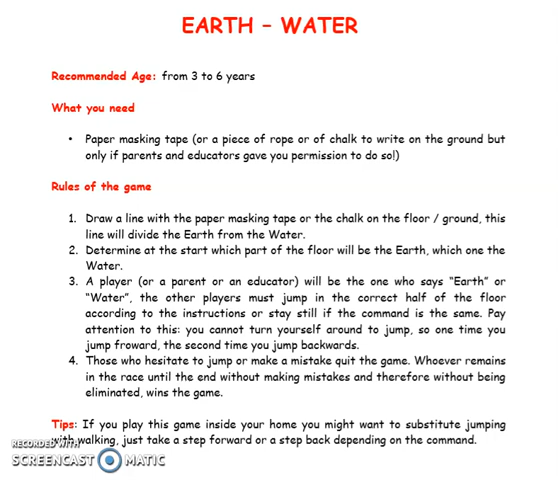 EARTH – WATER
Recommended Age: from 3 to 6 years
What you need
• Paper masking tape (or a piece of rope or of chalk to write on the ground but
only if parents and educators gave you permission to do so!)
Rules of the game
1. Draw a line with the paper masking tape or the chalk on the floor / ground, this
line will divide the Earth from the Water.
2. Determine at the start which part of the floor will be the Earth, which one the
Water.
3. A player (or a parent or an educator) will be the one who says “Earth” or
“Water”, the other players must jump in the correct half of the floor
according to the instructions or stay still if the command is the same. Pay
attention to this: you cannot turn yourself around to jump, so one time you
jump froward, the second time you jump backwards.
4. Those who hesitate to jump or make a mistake quit the game. Whoever remains
in the race until the end without making mistakes and therefore without being
eliminated, wins the game.
Tips: If you play this game inside your home you might want to substitute jumping
with walking, just take a step forward or a step back depending on the command.
RECORDED WITH
SCREENCAST MATIC